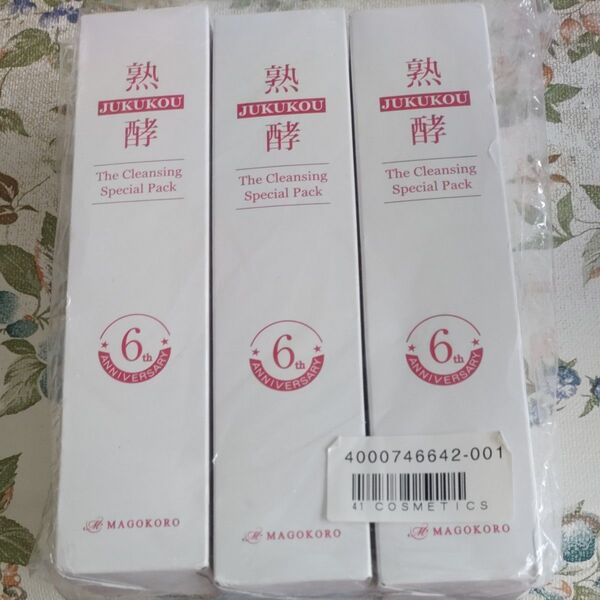 熟
JUKUKOU
酵
The Cleansing
Special Pack
6th
ANNIVERSARY
MAGOKORO
熟
JUKUKOU
酵
The Cleansing
Special Pack
6th
ANNIVERSARY
MAGOKORO
熟
JUKUKOU
酵
The Cleansing
Special Pack
6th
ANNIVERSARY
4000746642-001
41 COSMETICS
MAGOKORO